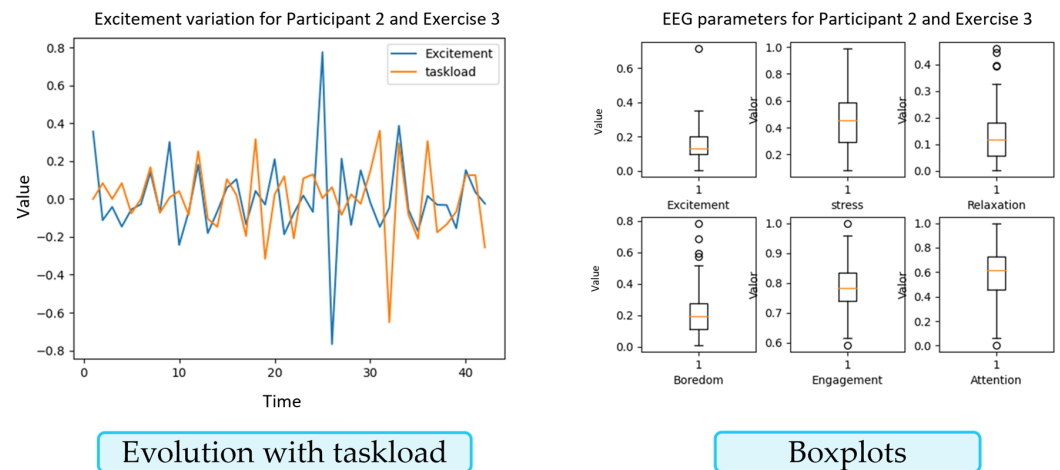 Excitement variation for Participant 2 and Exercise 3
0.8
0.6
0.4
0.2
0.0
−0.2
−0.4
−0.6
−0.8
Value
Excitement
taskload
0
10
20
30
40
Time
Evolution with taskload
EEG parameters for Participant 2 and Exercise 3
0.6
0.4
0.2
0.0
Value
1
Excitement
1.0
0.8
0.6
0.4
0.2
Valor
1
stress
0.4
0.3
0.2
0.1
0.0
Valor
1
Relaxation
0.8
0.6
0.4
0.2
0.0
Value
1
Boredom
1.0
0.9
0.8
0.7
0.6
Valor
1
Engagement
1.0
0.8
0.6
0.4
0.2
0.0
Valor
1
Attention
Boxplots